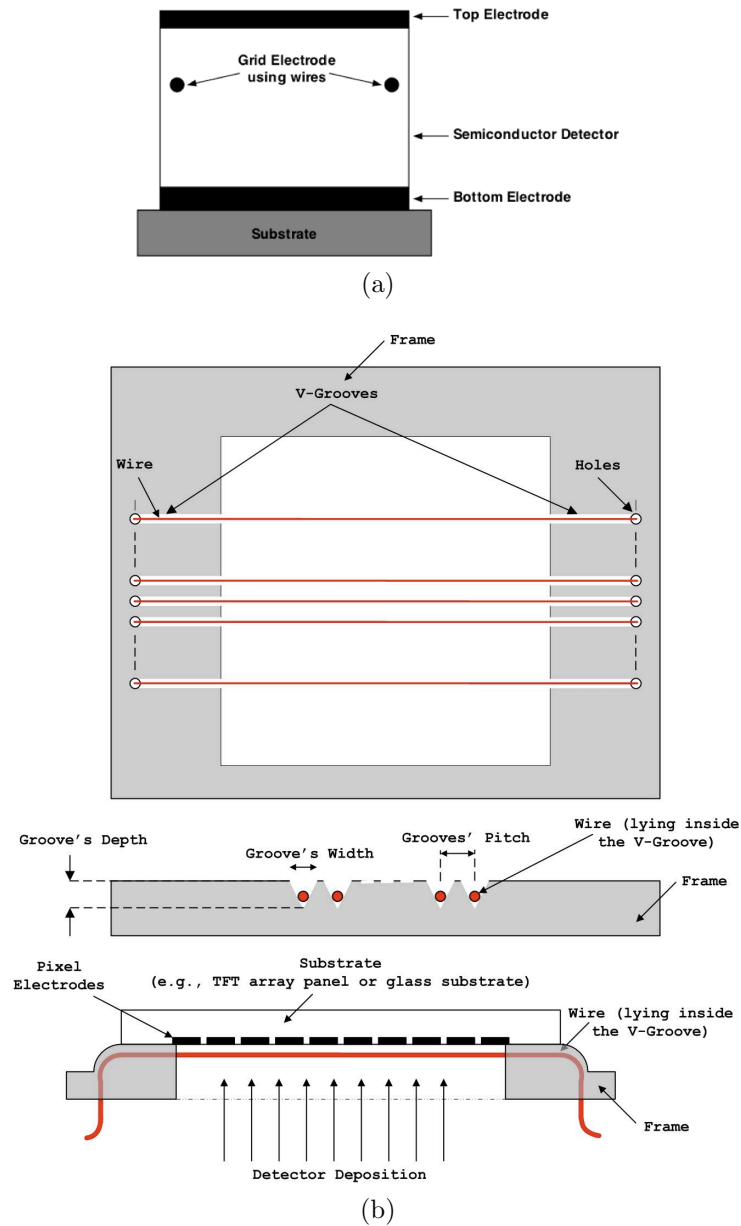 Top Electrode
Grid Electrode
using wires
Semiconductor Detector
Bottom Electrode
Substrate
(a)
Frame
V-Grooves
Wire
Holes
Groove's Depth
Groove's Width
Grooves' Pitch
Wire (lying inside
the V-Groove)
Frame
Pixel
Electrodes
Substrate
(e.g., TFT array panel or glass substrate)
Wire (lying inside
the V-Groove)
Frame
Detector Deposition
(b)